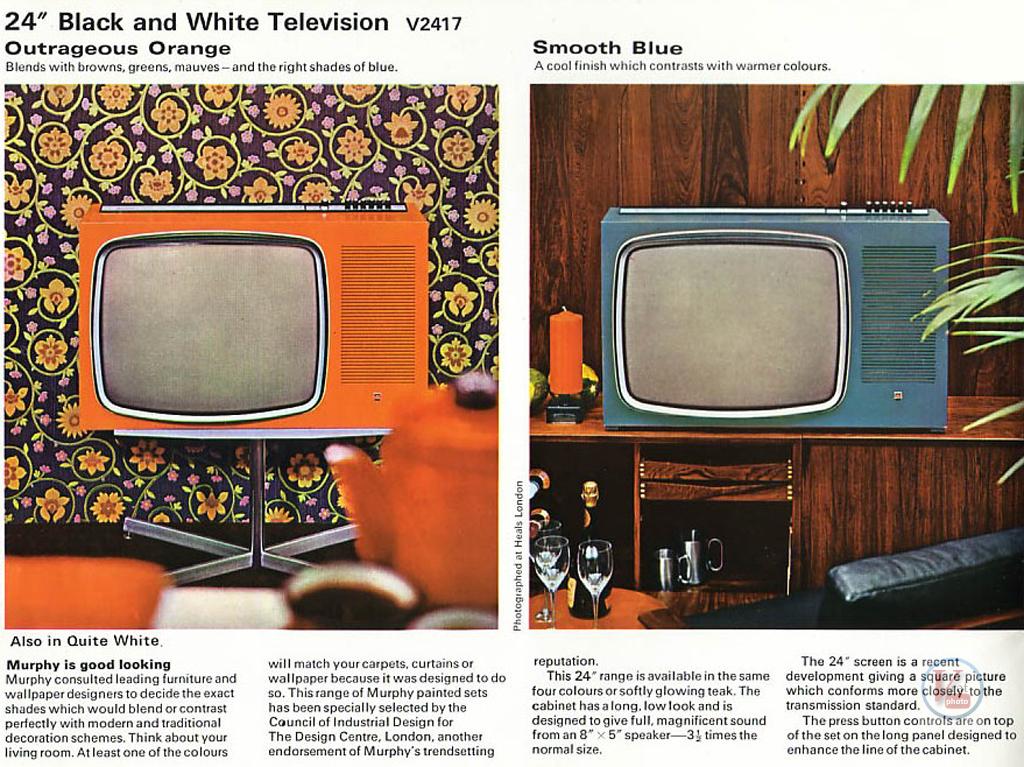 24″ Black and White Television V2417
Outrageous Orange
Blends with browns, greens, mauves – and the right shades of blue.
Smooth Blue
A cool finish which contrasts with warmer colours.
Photographed at Heals London
Also in Quite White.
Murphy is good looking
Murphy consulted leading furniture and
wallpaper designers to decide the exact
shades which would blend or contrast
perfectly with modern and traditional
decoration schemes. Think about your
living room. At least one of the colours
will match your carpets, curtains or
wallpaper because it was designed to do
so. This range of Murphy painted sets
has been specially selected by the
Council of Industrial Design for
The Design Centre, London, another
endorsement of Murphy's trendsetting
reputation.
This 24″ range is available in the same
four colours or softly glowing teak. The
cabinet has a long, low look and is
designed to give full, magnificent sound
from an 8″ × 5″ speaker—3½ times the
normal size.
The 24″ screen is a recent
development giving a square picture
which conforms more closely to the
transmission standard.
The press button controls are on top
of the set on the long panel designed to
enhance the line of the cabinet.
photo